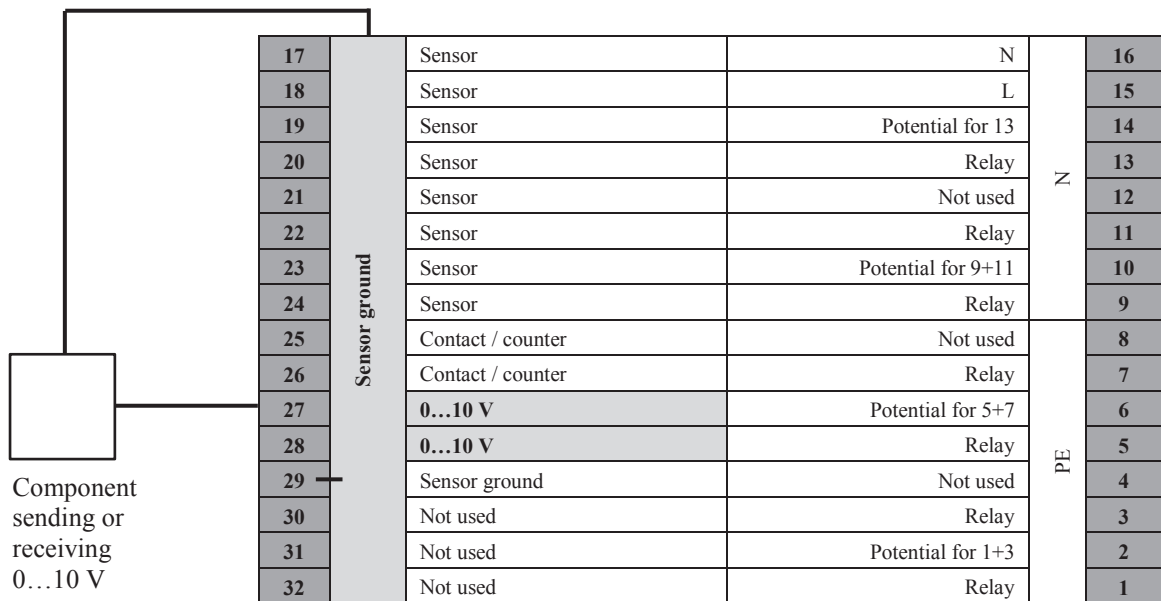 17 Sensor N 16
18 Sensor L 15
19 Sensor Potential for 13 14
20 Sensor Relay 13
21 Sensor Not used 12
22 Sensor Relay 11
23 Sensor Potential for 9+11 10
24 Sensor Relay 9
25 Contact / counter Not used 8
26 Contact / counter Relay 7
27 0…10 V Potential for 5+7 6
28 0…10 V Relay 5
29 Sensor ground Not used 4
30 Not used Relay 3
31 Not used Potential for 1+3 2
32 Not used Relay 1
Sensor ground
N
PE
Component
sending or
receiving
0…10 V